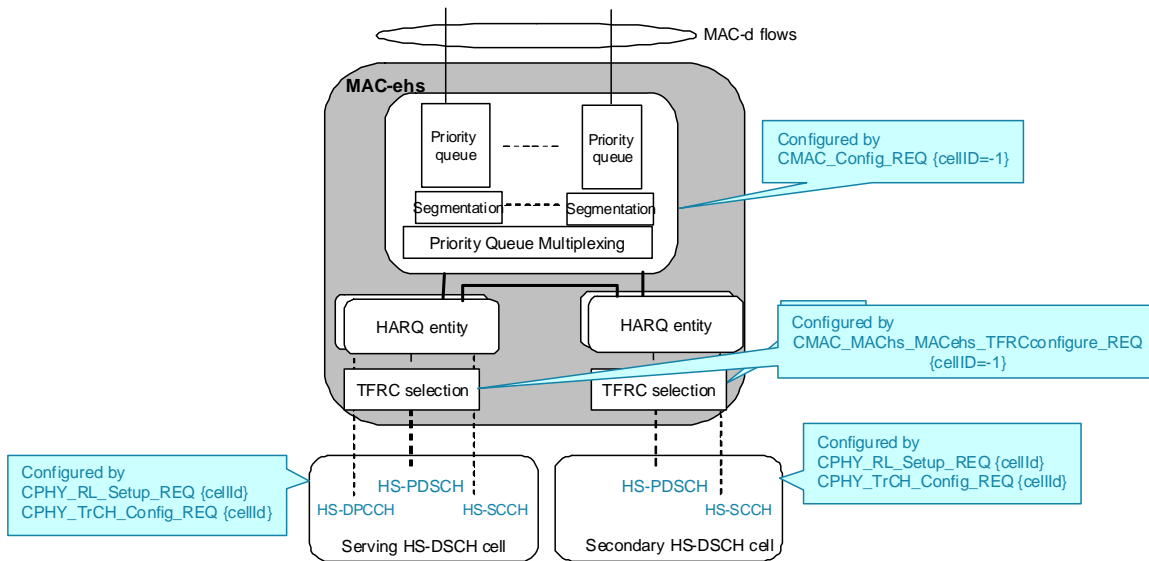 MAC-d flows
MAC-ehs
Priority
queue
Priority
queue
Configured by
CMAC_Config_REQ {cellID=-1}
Segmentation
Segmentation
Priority Queue Multiplexing
HARQ entity
HARQ entity
Configured by
CMAC_MAChs_MACehs_TFRCconfigure_REQ
{cellID=-1}
TFRC selection
TFRC selection
Configured by
CPHY_RL_Setup_REQ {cellId}
CPHY_TrCH_Config_REQ {cellId}
Configured by
CPHY_RL_Setup_REQ {cellId}
CPHY_TrCH_Config_REQ {cellId}
HS-PDSCH
HS-DPCCH
HS-SCCH
Serving HS-DSCH cell
HS-PDSCH
HS-SCCH
Secondary HS-DSCH cell